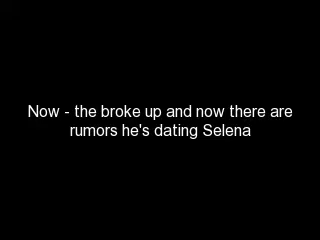 Now - the broke up and now there are
rumors he's dating Selena